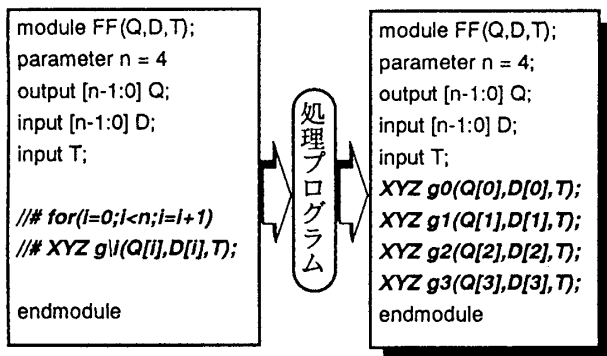 module FF(Q,D,T);
parameter n = 4
output [n-1:0] Q;
input [n-1:0] D;
input T;
//# for(i=0;i<n;i=i+1)
//# XYZ g\i(Q[i],D[i],T);
endmodule
処理プログラム
module FF(Q,D,T);
parameter n = 4;
output [n-1:0] Q;
input [n-1:0] D;
input T;
XYZ g0(Q[0],D[0],T);
XYZ g1(Q[1],D[1],T);
XYZ g2(Q[2],D[2],T);
XYZ g3(Q[3],D[3],T);
endmodule